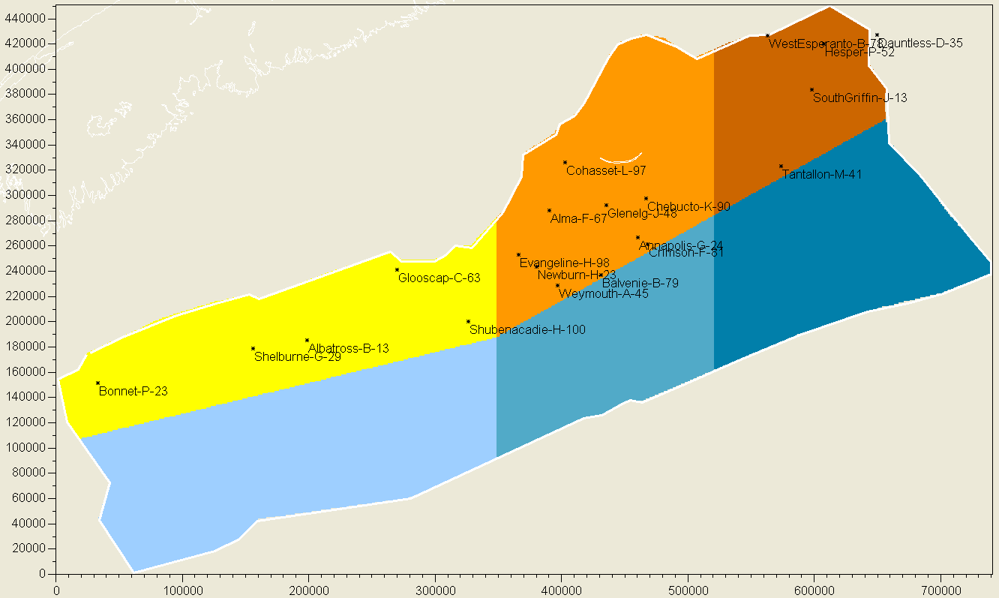 440000
420000
400000
380000
360000
340000
320000
300000
280000
260000
240000
220000
200000
180000
160000
140000
120000
100000
80000
60000
40000
20000
0
WestEsperanto-B-78
Dauntless-D-35
Hesper-P-52
SouthGriffin-J-13
Cohasset-L-97
Tantallon-M-41
Chebucto-K-90
Glenelg-J-48
Alma-F-67
Annapolis-G-24
Crimson-F-81
Evangeline-H-98
Newburn-H-23
Balvenie-B-79
Weymouth-A-45
Glooscap-C-63
Shubenacadie-H-100
Albatross-B-13
Shelburne-G-29
Bonnet-P-23
0 100000 200000 300000 400000 500000 600000 700000